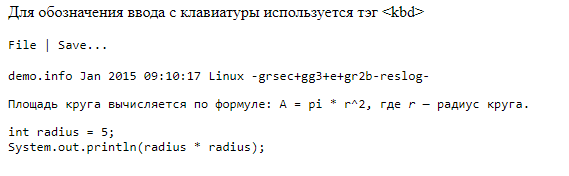 Для обозначения ввода с клавиатуры используется тэг <kbd>
File | Save...
demo.info Jan 2015 09:10:17 Linux -grsec+gg3+e+gr2b-reslog-
Площадь круга вычисляется по формуле: A = pi * r^2, где r — радиус круга.
int radius = 5;
System.out.println(radius * radius);